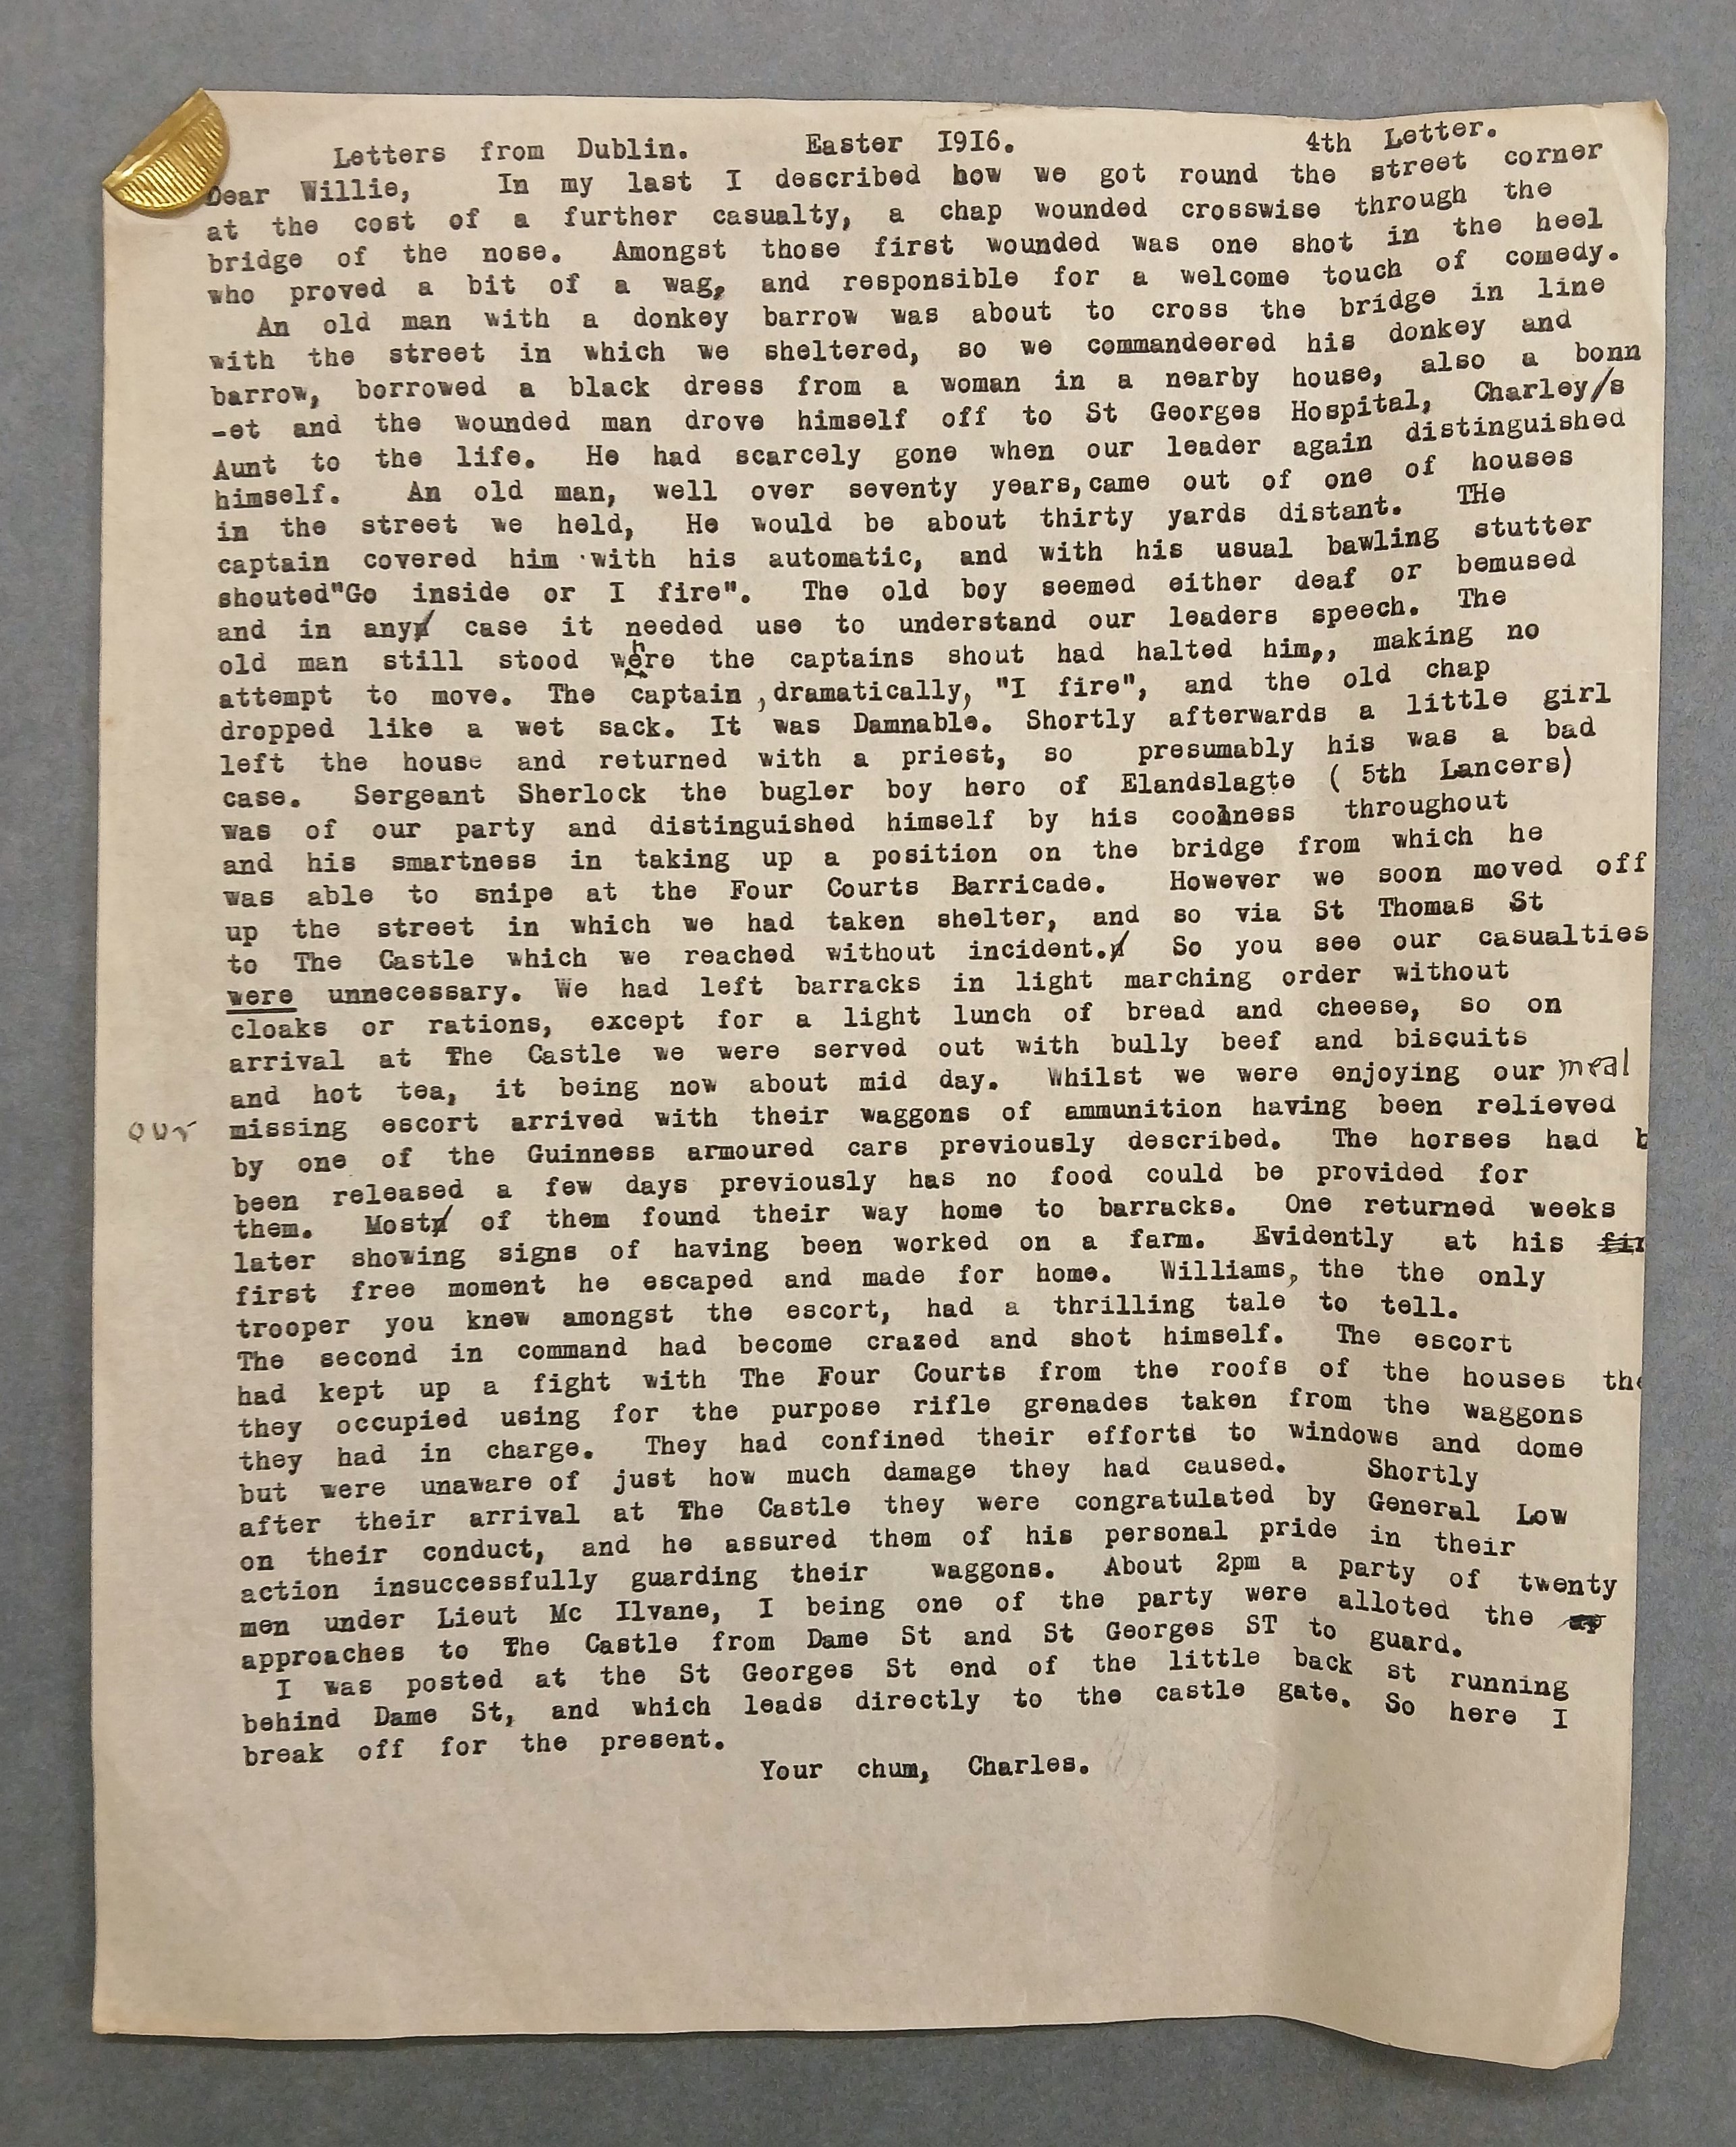 Letters from Dublin. Easter I9I6. 4th Letter.
Dear Willie, In my last I described how we got round the street corner
at the cost of a further casualty, a chap wounded crosswise through the
bridge of the nose. Amongst those first wounded was one shot in the heel
who proved a bit of a wag, and responsible for a welcome touch of comedy.
An old man with a donkey barrow was about to cross the bridge in line
with the street in which we sheltered, so we commandeered his donkey and
barrow, borrowed a black dress from a woman in a nearby house, also a bonn
-et and the wounded man drove himself off to St Georges Hospital, Charley/s
Aunt to the life. He had scarcely gone when our leader again distinguished
himself. An old man, well over seventy years,came out of one of houses
in the street we held, He would be about thirty yards distant. THe
captain covered him with his automatic, and with his usual bawling stutter
shouted"Go inside or I fire". The old boy seemed either deaf or bemused
and in any case it needed use to understand our leaders speech. The
old man still stood where the captains shout had halted him,, making no
attempt to move. The captain ,dramatically, "I fire", and the old chap
dropped like a wet sack. It was Damnable. Shortly afterwards a little girl
left the house and returned with a priest, so presumably his was a bad
case. Sergeant Sherlock the bugler boy hero of Elandslagte ( 5th Lancers)
was of our party and distinguished himself by his coolness throughout
and his smartness in taking up a position on the bridge from which he
was able to snipe at the Four Courts Barricade. However we soon moved off
up the street in which we had taken shelter, and so via St Thomas St
to The Castle which we reached without incident. So you see our casualties
were unnecessary. We had left barracks in light marching order without
cloaks or rations, except for a light lunch of bread and cheese, so on
arrival at The Castle we were served out with bully beef and biscuits
and hot tea, it being now about mid day. Whilst we were enjoying our meal
our missing escort arrived with their waggons of ammunition having been relieved
by one of the Guinness armoured cars previously described. The horses had b
been released a few days previously has no food could be provided for
them. Most of them found their way home to barracks. One returned weeks
later showing signs of having been worked on a farm. Evidently at his fir
first free moment he escaped and made for home. Williams, the the only
trooper you knew amongst the escort, had a thrilling tale to tell.
The second in command had become crazed and shot himself. The escort
had kept up a fight with The Four Courts from the roofs of the houses the
they occupied using for the purpose rifle grenades taken from the waggons
they had in charge. They had confined their efforts to windows and dome
but were unaware of just how much damage they had caused. Shortly
after their arrival at The Castle they were congratulated by General Low
on their conduct, and he assured them of his personal pride in their
action insuccessfully guarding their waggons. About 2pm a party of twenty
men under Lieut Mc Ilvane, I being one of the party were alloted the ap
approaches to The Castle from Dame St and St Georges ST to guard.
I was posted at the St Georges St end of the little back st running
behind Dame St, and which leads directly to the castle gate. So here I
break off for the present.
Your chum, Charles.